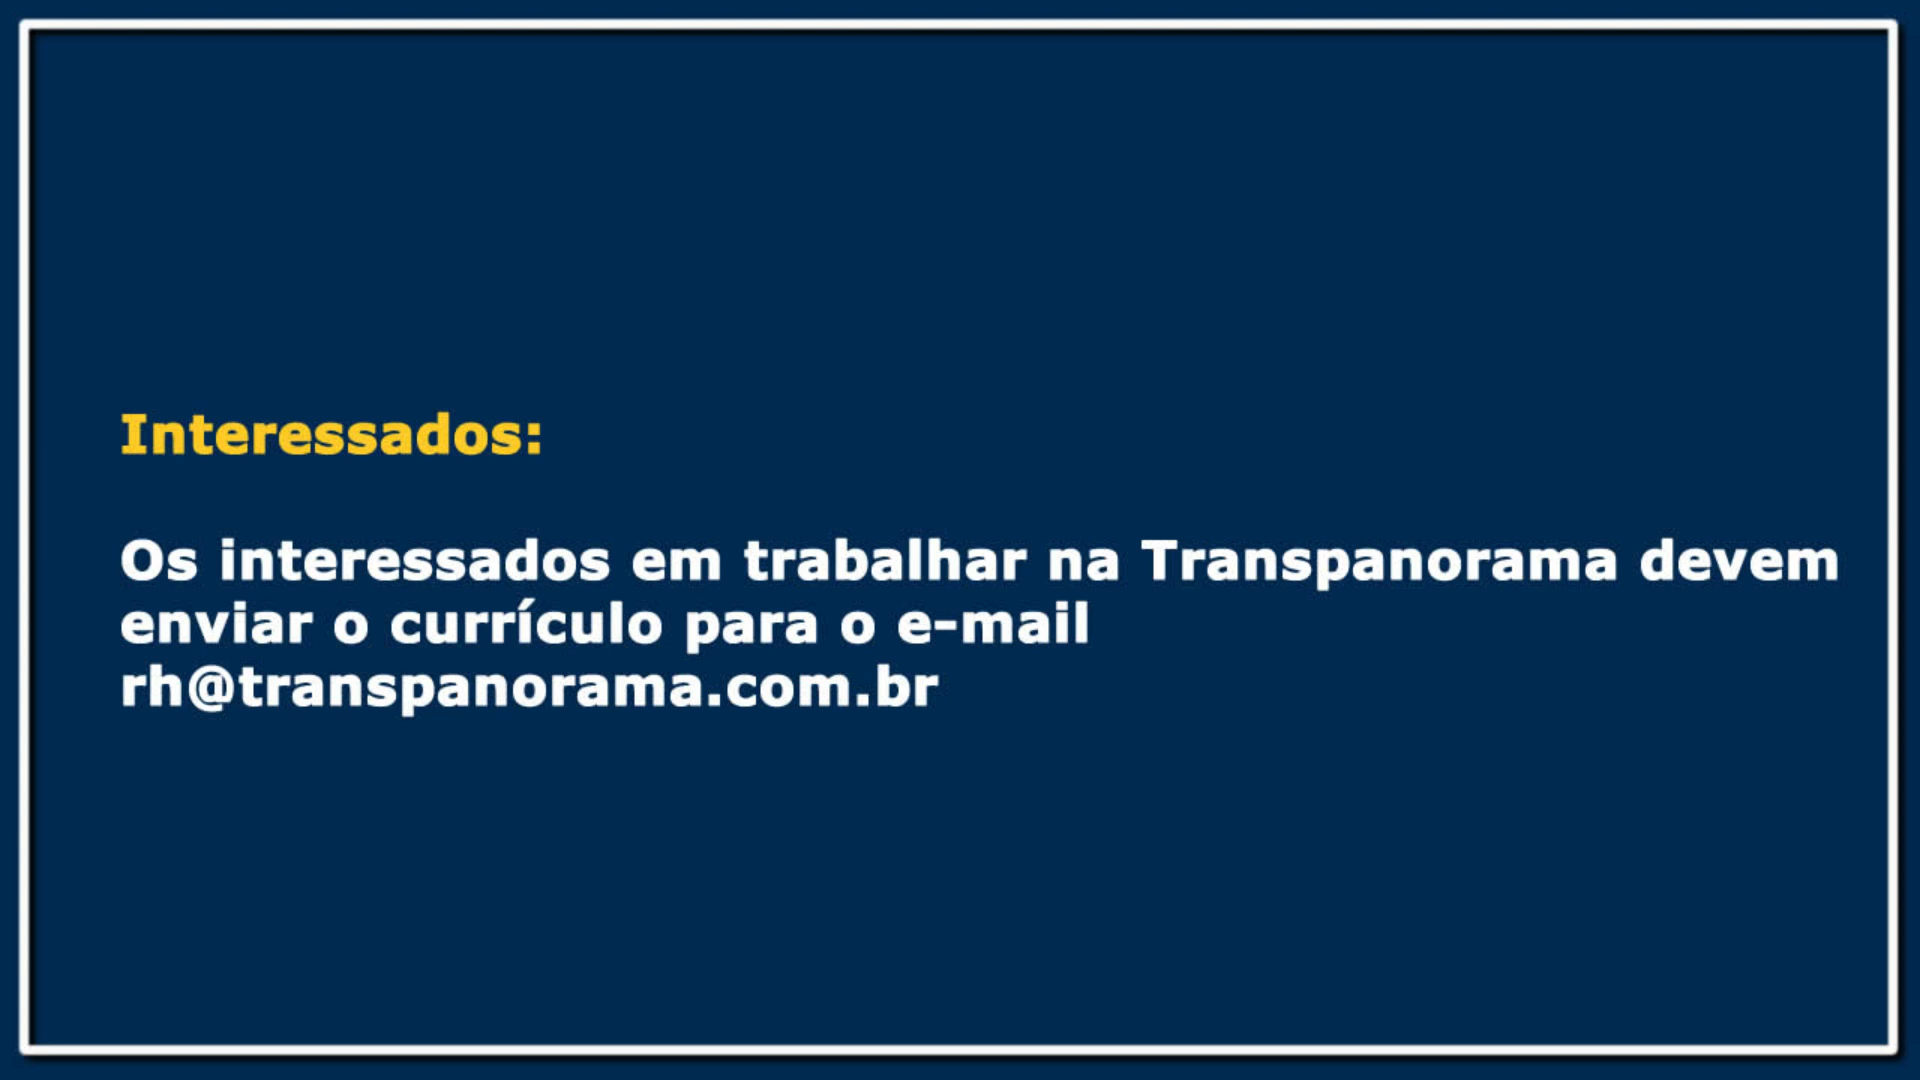 Interessados:
Os interessados em trabalhar na Transpanorama devem
enviar o currículo para o e-mail
rh@transpanorama.com.br